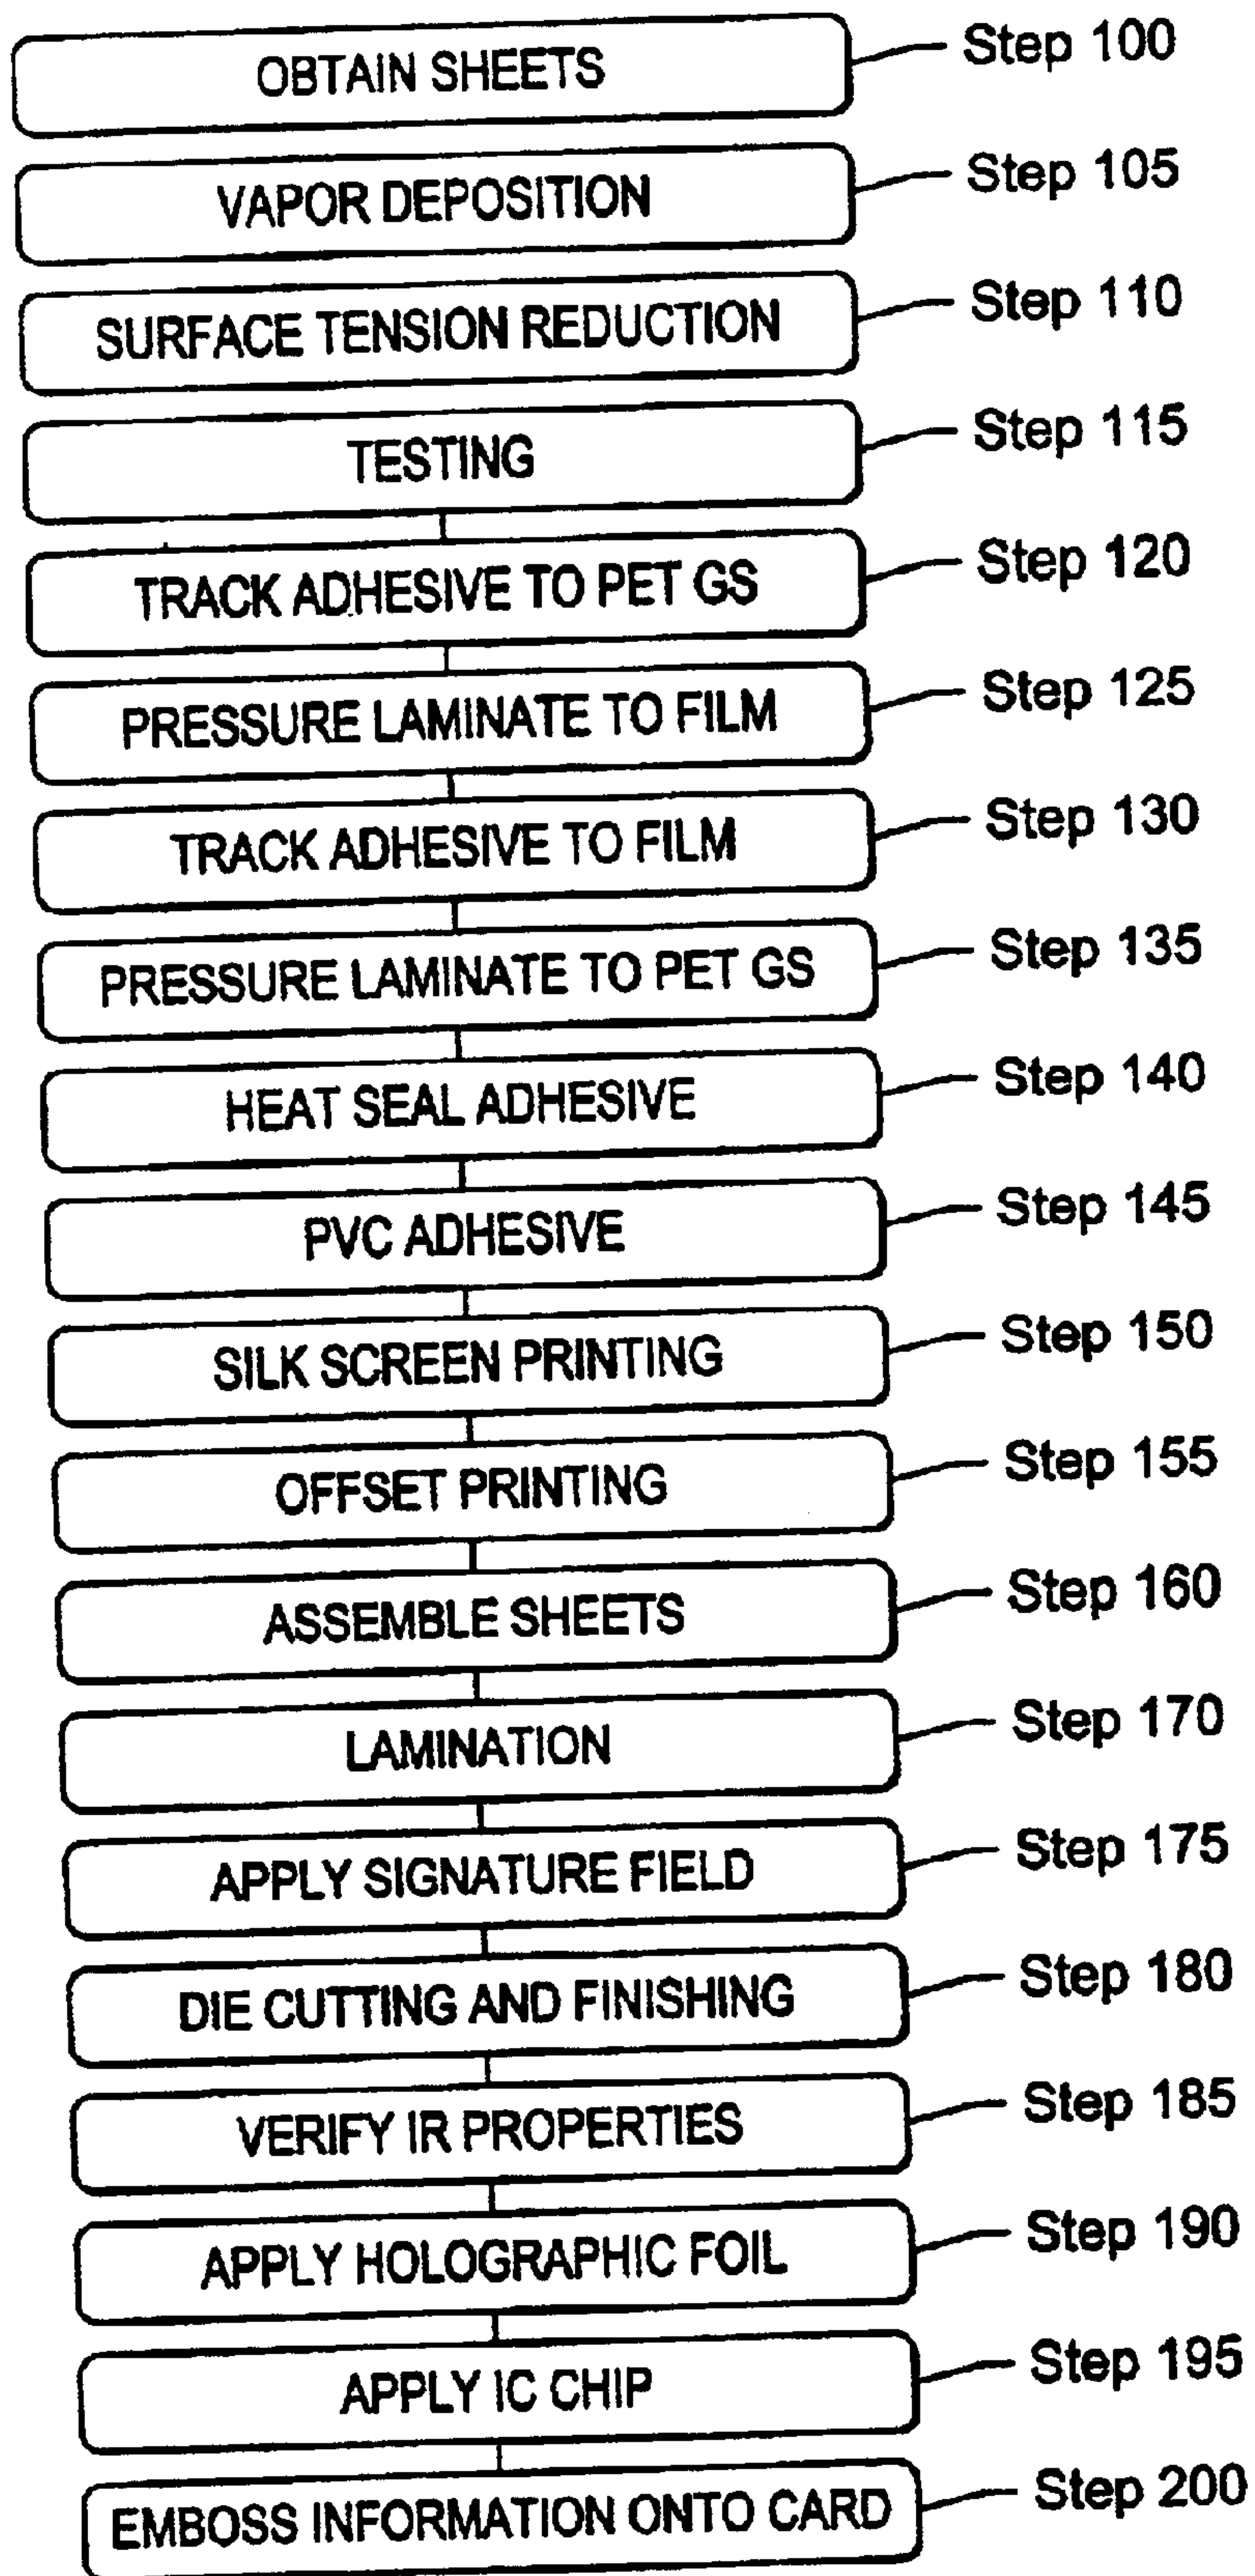 OBTAIN SHEETS Step 100
VAPOR DEPOSITION Step 105
SURFACE TENSION REDUCTION Step 110
TESTING Step 115
TRACK ADHESIVE TO PET GS Step 120
PRESSURE LAMINATE TO FILM Step 125
TRACK ADHESIVE TO FILM Step 130
PRESSURE LAMINATE TO PET GS Step 135
HEAT SEAL ADHESIVE Step 140
PVC ADHESIVE Step 145
SILK SCREEN PRINTING Step 150
OFFSET PRINTING Step 155
ASSEMBLE SHEETS Step 160
LAMINATION Step 170
APPLY SIGNATURE FIELD Step 175
DIE CUTTING AND FINISHING Step 180
VERIFY IR PROPERTIES Step 185
APPLY HOLOGRAPHIC FOIL Step 190
APPLY IC CHIP Step 195
EMBOSS INFORMATION ONTO CARD Step 200